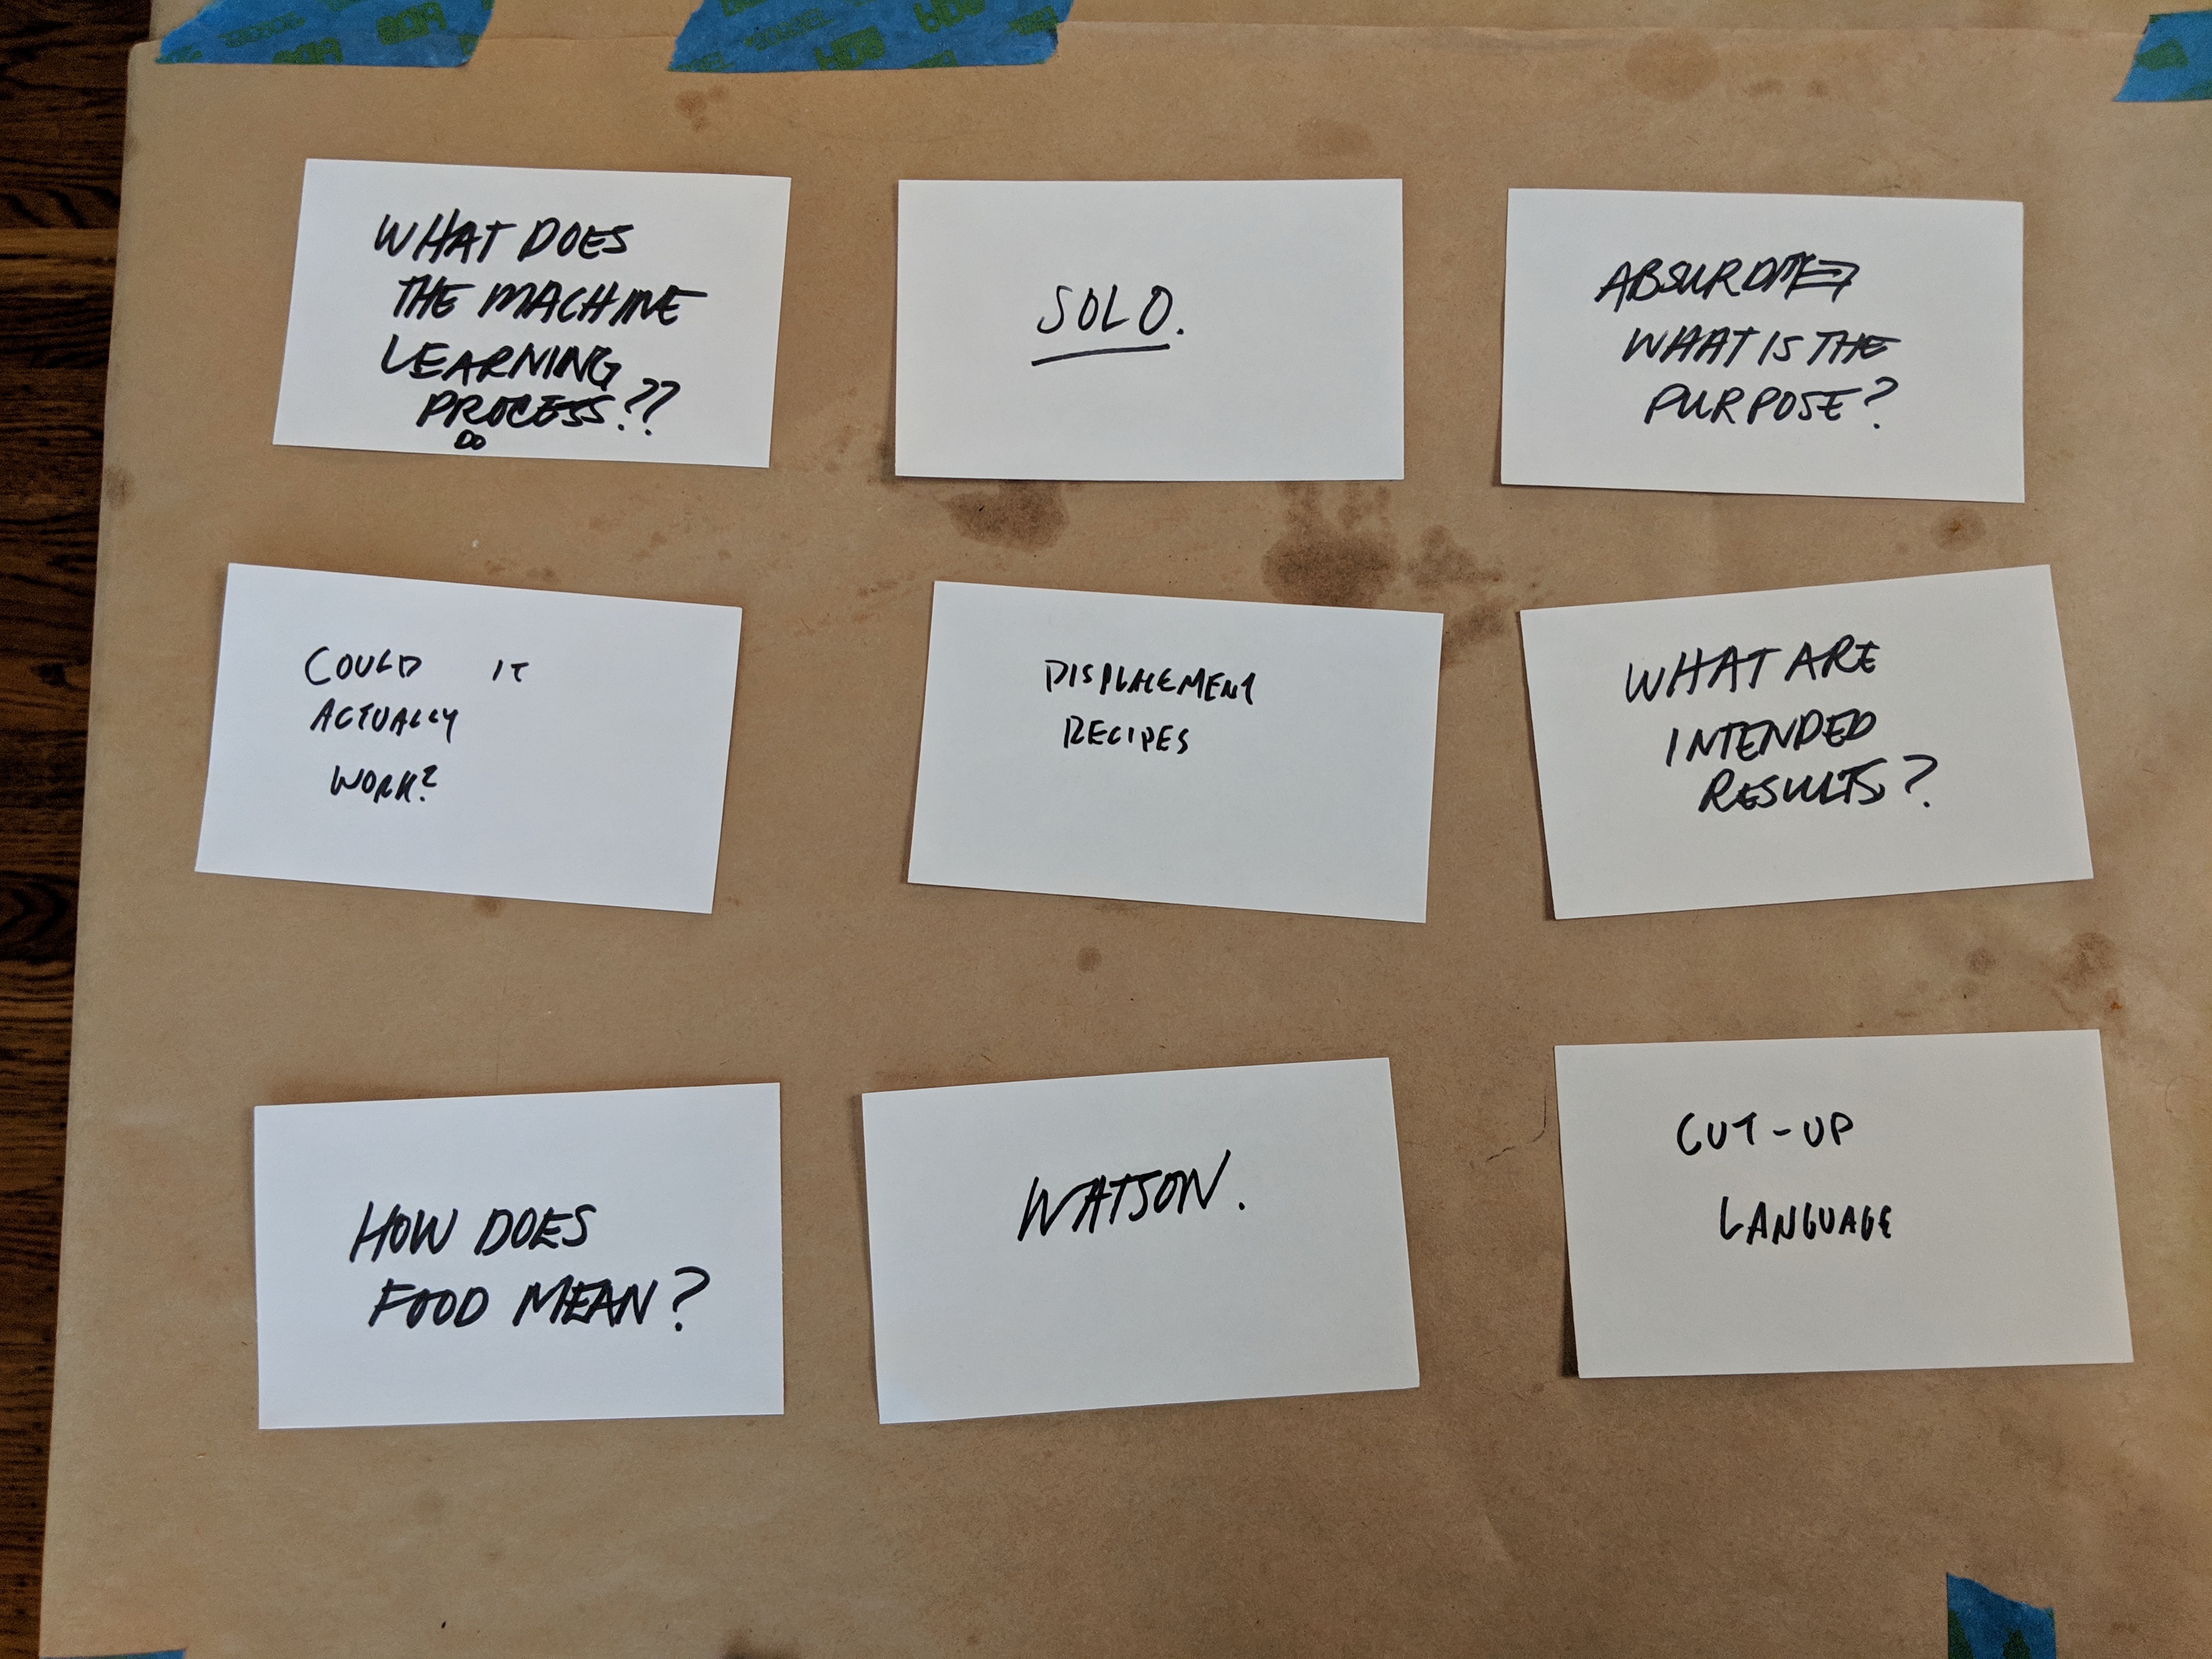 WHAT DOES
THE MACHINE
LEARNING
PROCESS??
DO
SOLO.
WHAT IS THE
PURPOSE?
COULD IT
ACTUALLY
WORK?
DISPLACEMENT
RECIPES
WHAT ARE
INTENDED
RESULTS?
HOW DOES
FOOD MEAN?
WATSON.
CUT-UP
LANGUAGE